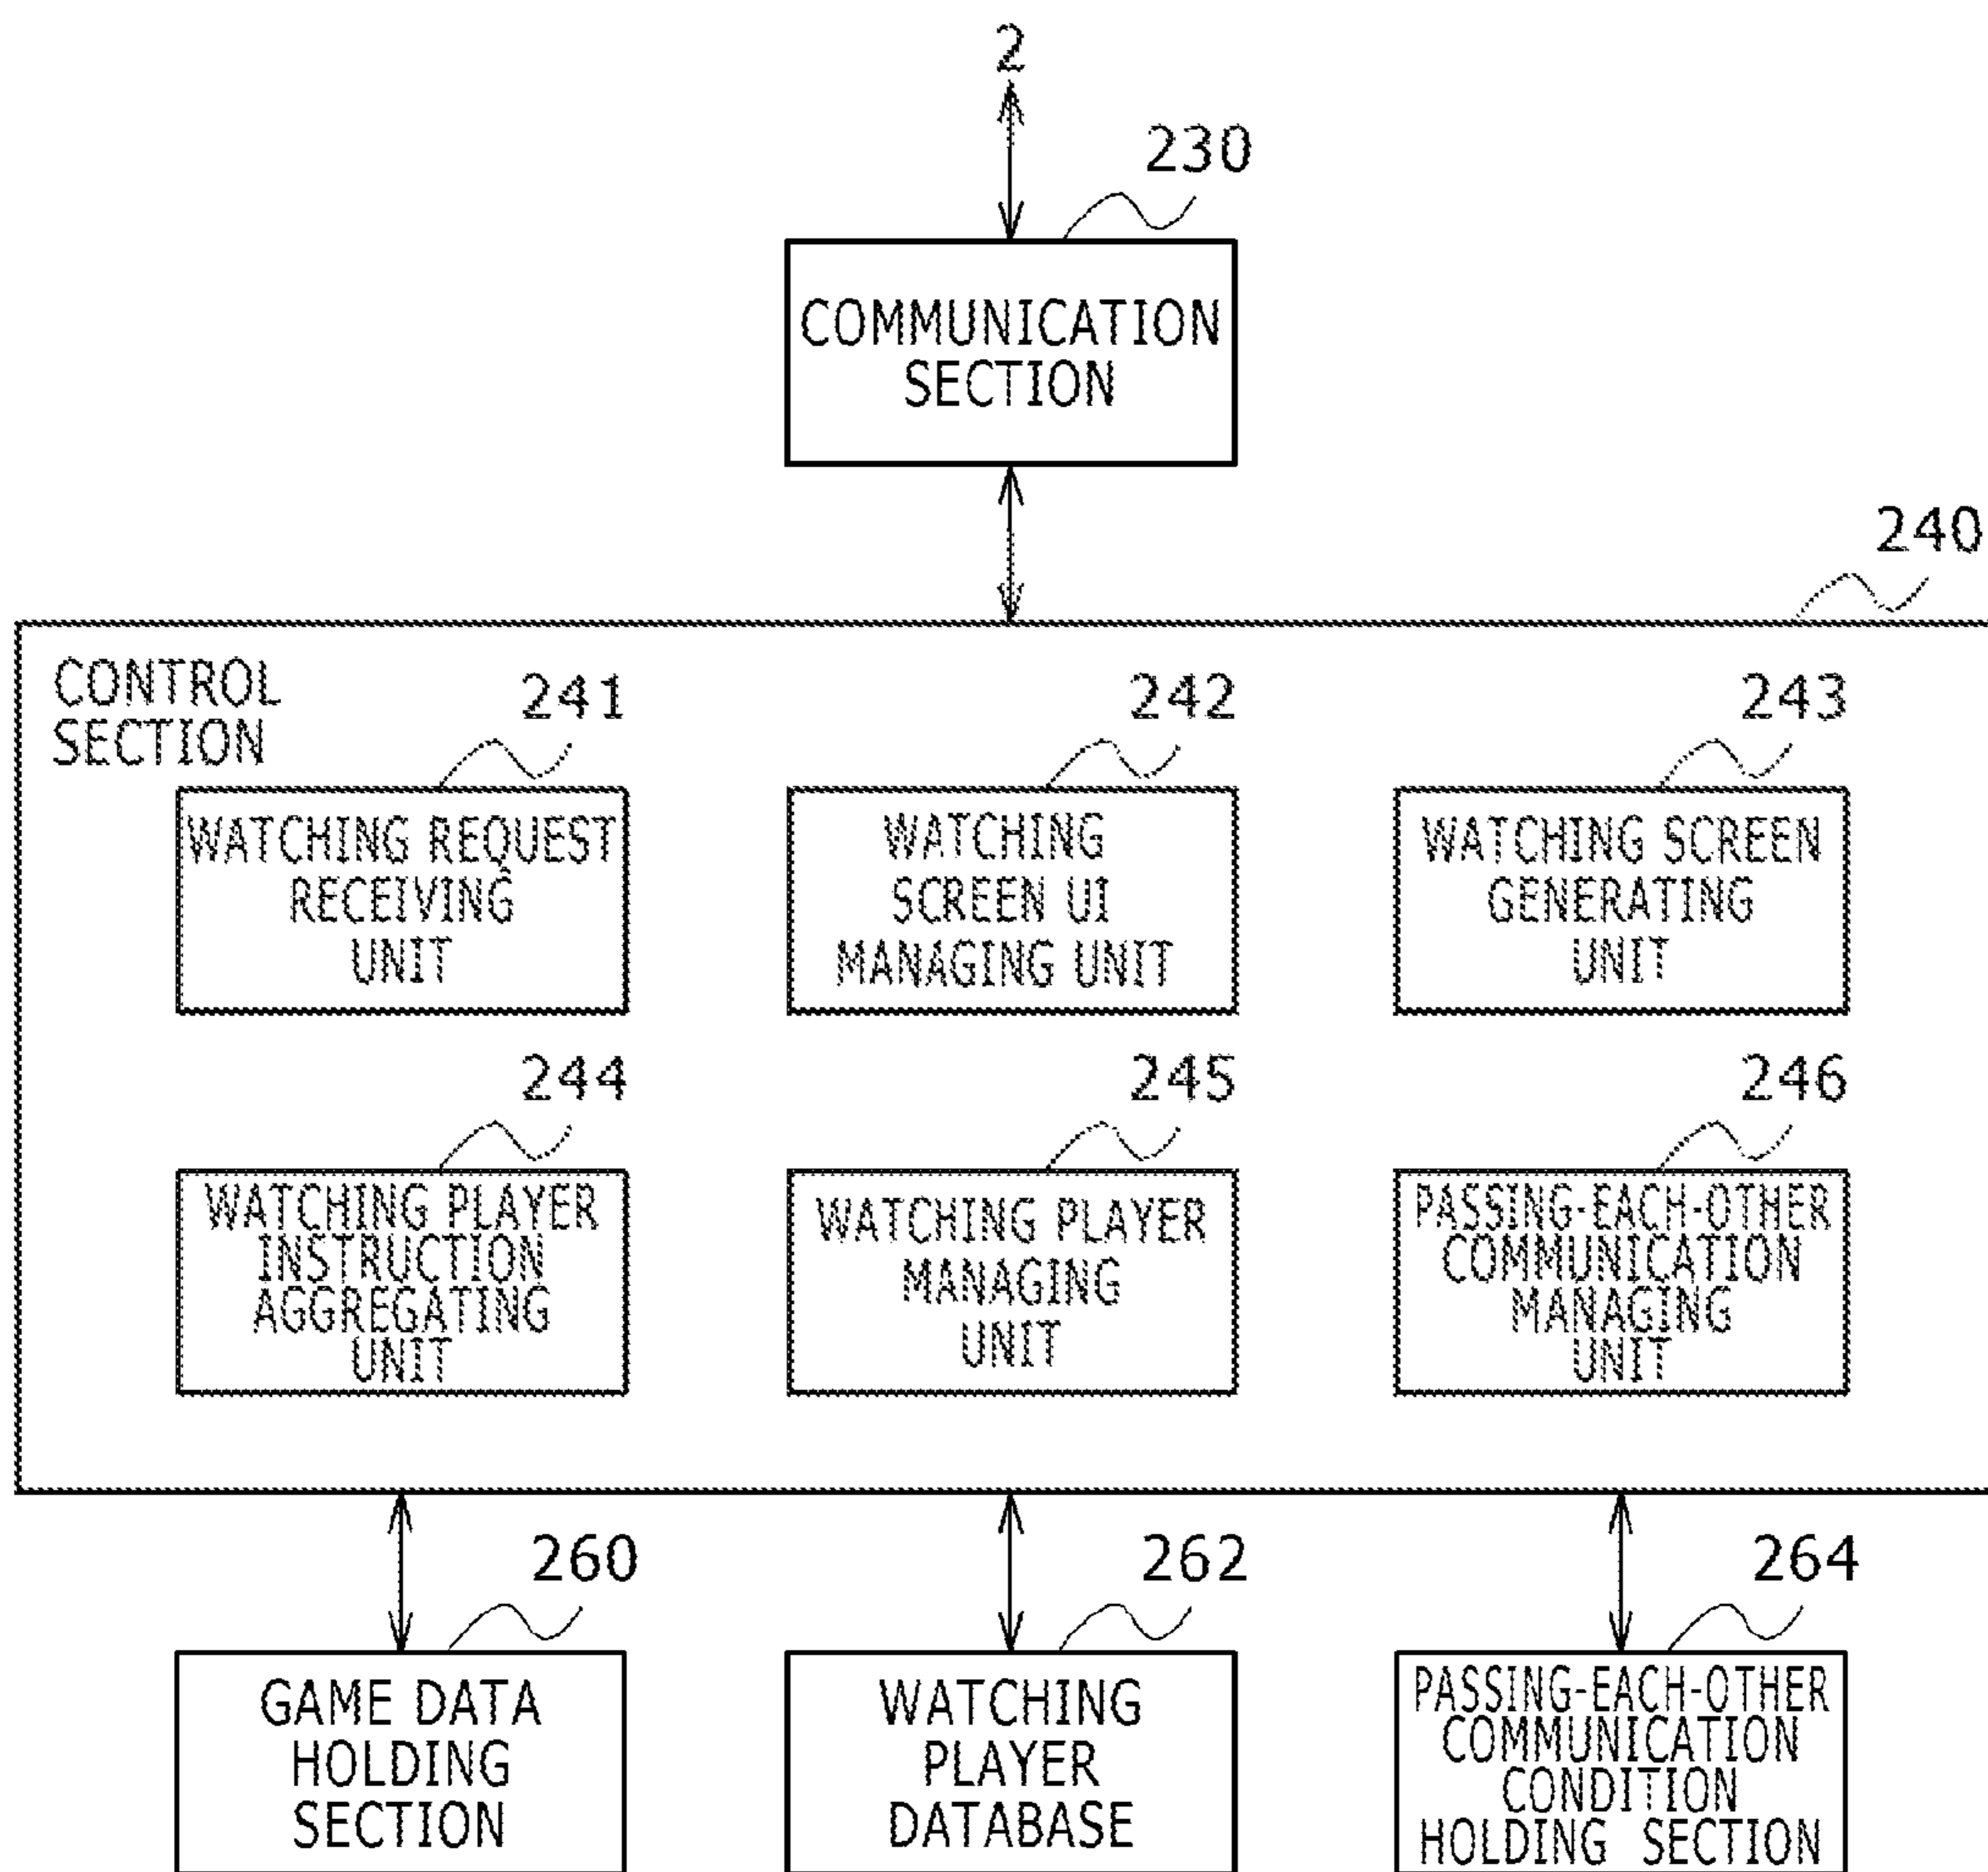 2
230
COMMUNICATION
SECTION
240
CONTROL
SECTION
241
242
243
WATCHING REQUEST
RECEIVING
UNIT
WATCHING
SCREEN UI
MANAGING UNIT
WATCHING SCREEN
GENERATING
UNIT
244
245
246
WATCHING PLAYER
INSTRUCTION
AGGREGATING
UNIT
WATCHING PLAYER
MANAGING
UNIT
PASSING-EACH-OTHER
COMMUNICATION
MANAGING
UNIT
260
262
264
GAME DATA
HOLDING
SECTION
WATCHING
PLAYER
DATABASE
PASSING-EACH-OTHER
COMMUNICATION
CONDITION
HOLDING SECTION